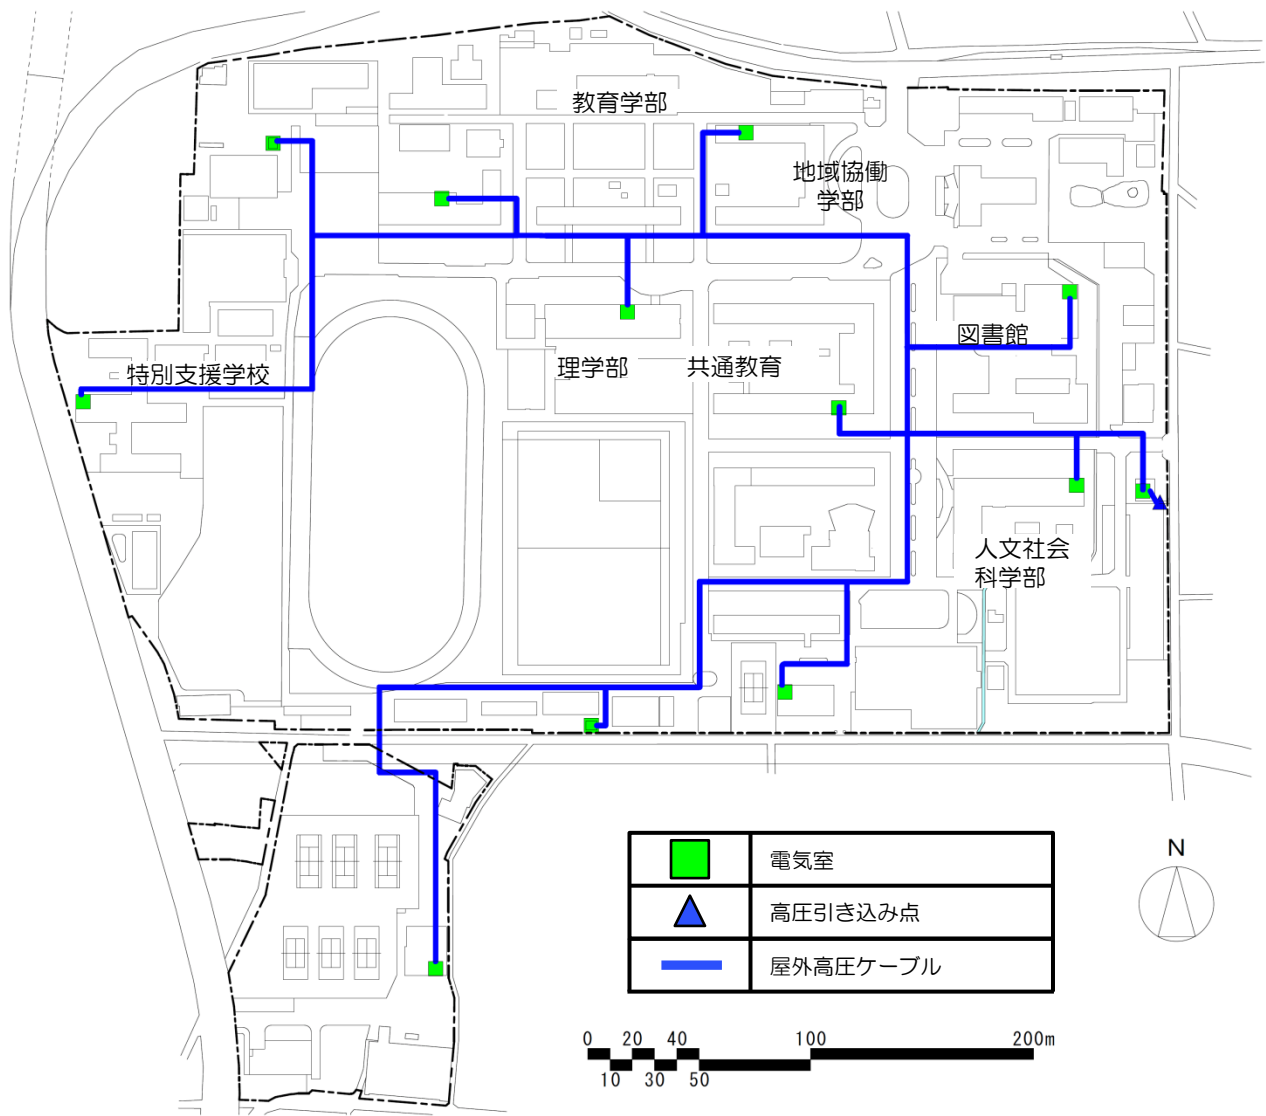 教育学部
地域協働
学部
図書館
特別支援学校
理学部
共通教育
人文社会
科学部
電気室
高圧引き込み点
屋外高圧ケーブル
N
0 20 40 100 200m
10 30 50